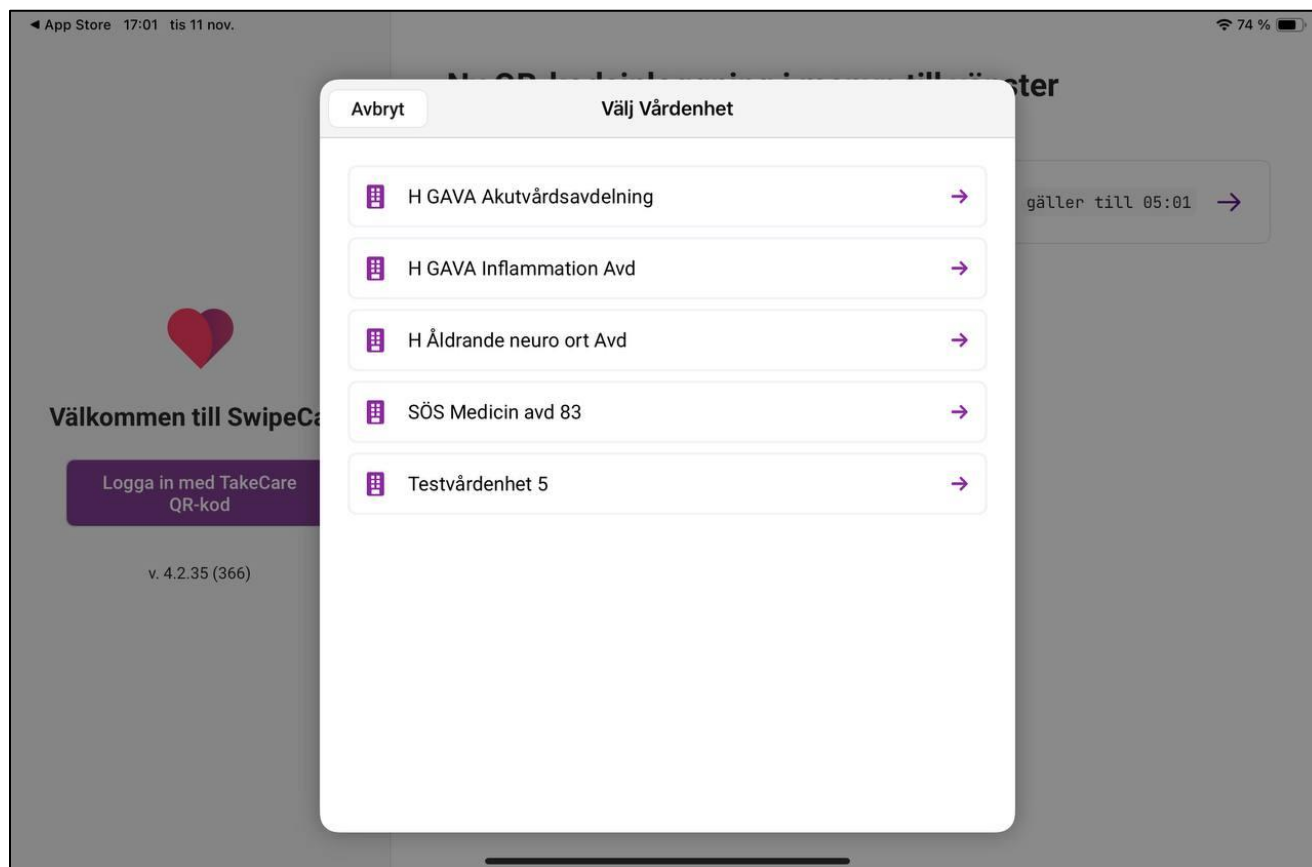 ◀ App Store 17:01 tis 11 nov.
74 %
ster
Avbryt
Välj Vårdenhet
H GAVA Akutvårdsavdelning
gäller till 05:01
H GAVA Inflammation Avd
H Åldrande neuro ort Avd
SÖS Medicin avd 83
Testvårdenhet 5
Välkommen till SwipeCa
Logga in med TakeCare
QR-kod
v. 4.2.35 (366)